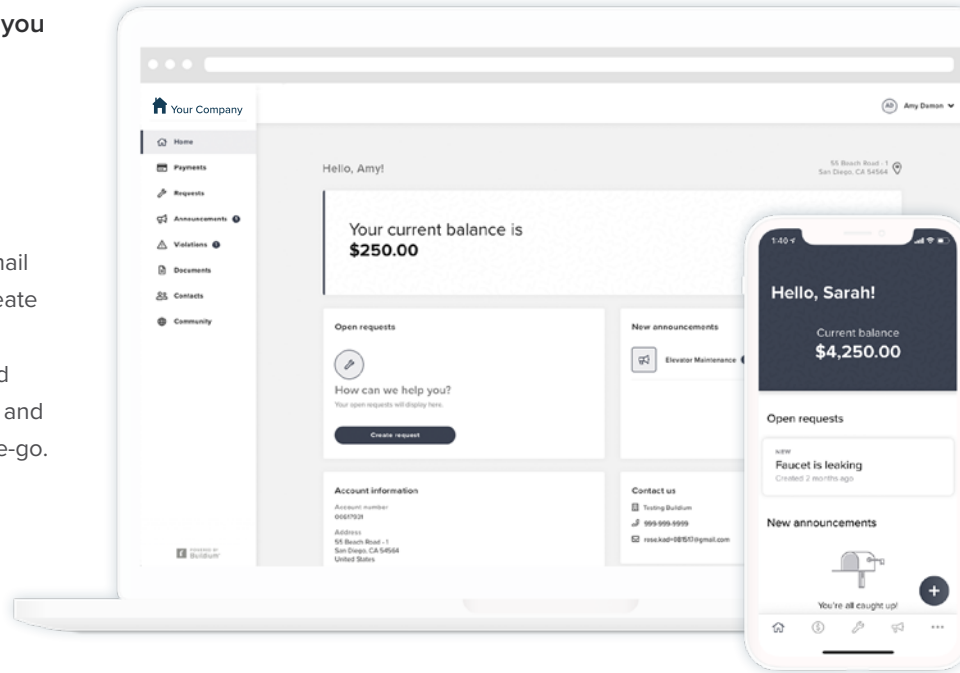 you
nail
eate
d
and
e-go.
Your Company
Amy Damon
Home
Payments
Requests
Announcements
Violations
Documents
Contacts
Community
POWERED BY
Buildium
Hello, Amy!
55 Beach Road - 1
San Diego, CA 54564
Your current balance is
$250.00
Open requests
How can we help you?
Your open requests will display here.
Create request
New announcements
Elevator Maintenance
Account information
Account number
00617931
Address
55 Beach Road - 1
San Diego, CA 54564
United States
Contact us
Testing Buildium
999-999-9999
1:40
Hello, Sarah!
Current balance
$4,250.00
Open requests
NEW
Faucet is leaking
Created 2 months ago
New announcements
You're all caught up!